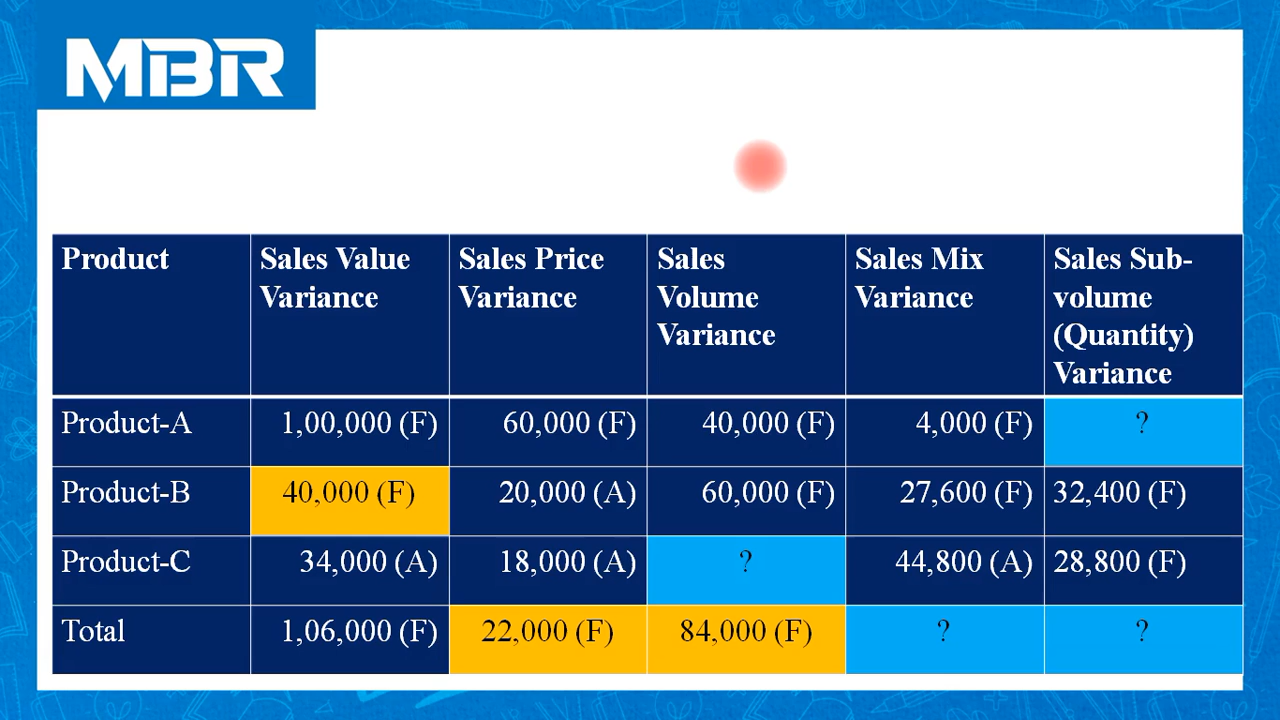 MBR
Product
Sales Value
Variance
Sales Price
Variance
Sales
Volume
Variance
Sales Mix
Variance
Sales Sub-
volume
(Quantity)
Variance
Product-A 1,00,000 (F) 60,000 (F) 40,000 (F) 4,000 (F) ?
Product-B 40,000 (F) 20,000 (A) 60,000 (F) 27,600 (F) 32,400 (F)
Product-C 34,000 (A) 18,000 (A) ? 44,800 (A) 28,800 (F)
Total 1,06,000 (F) 22,000 (F) 84,000 (F) ? ?